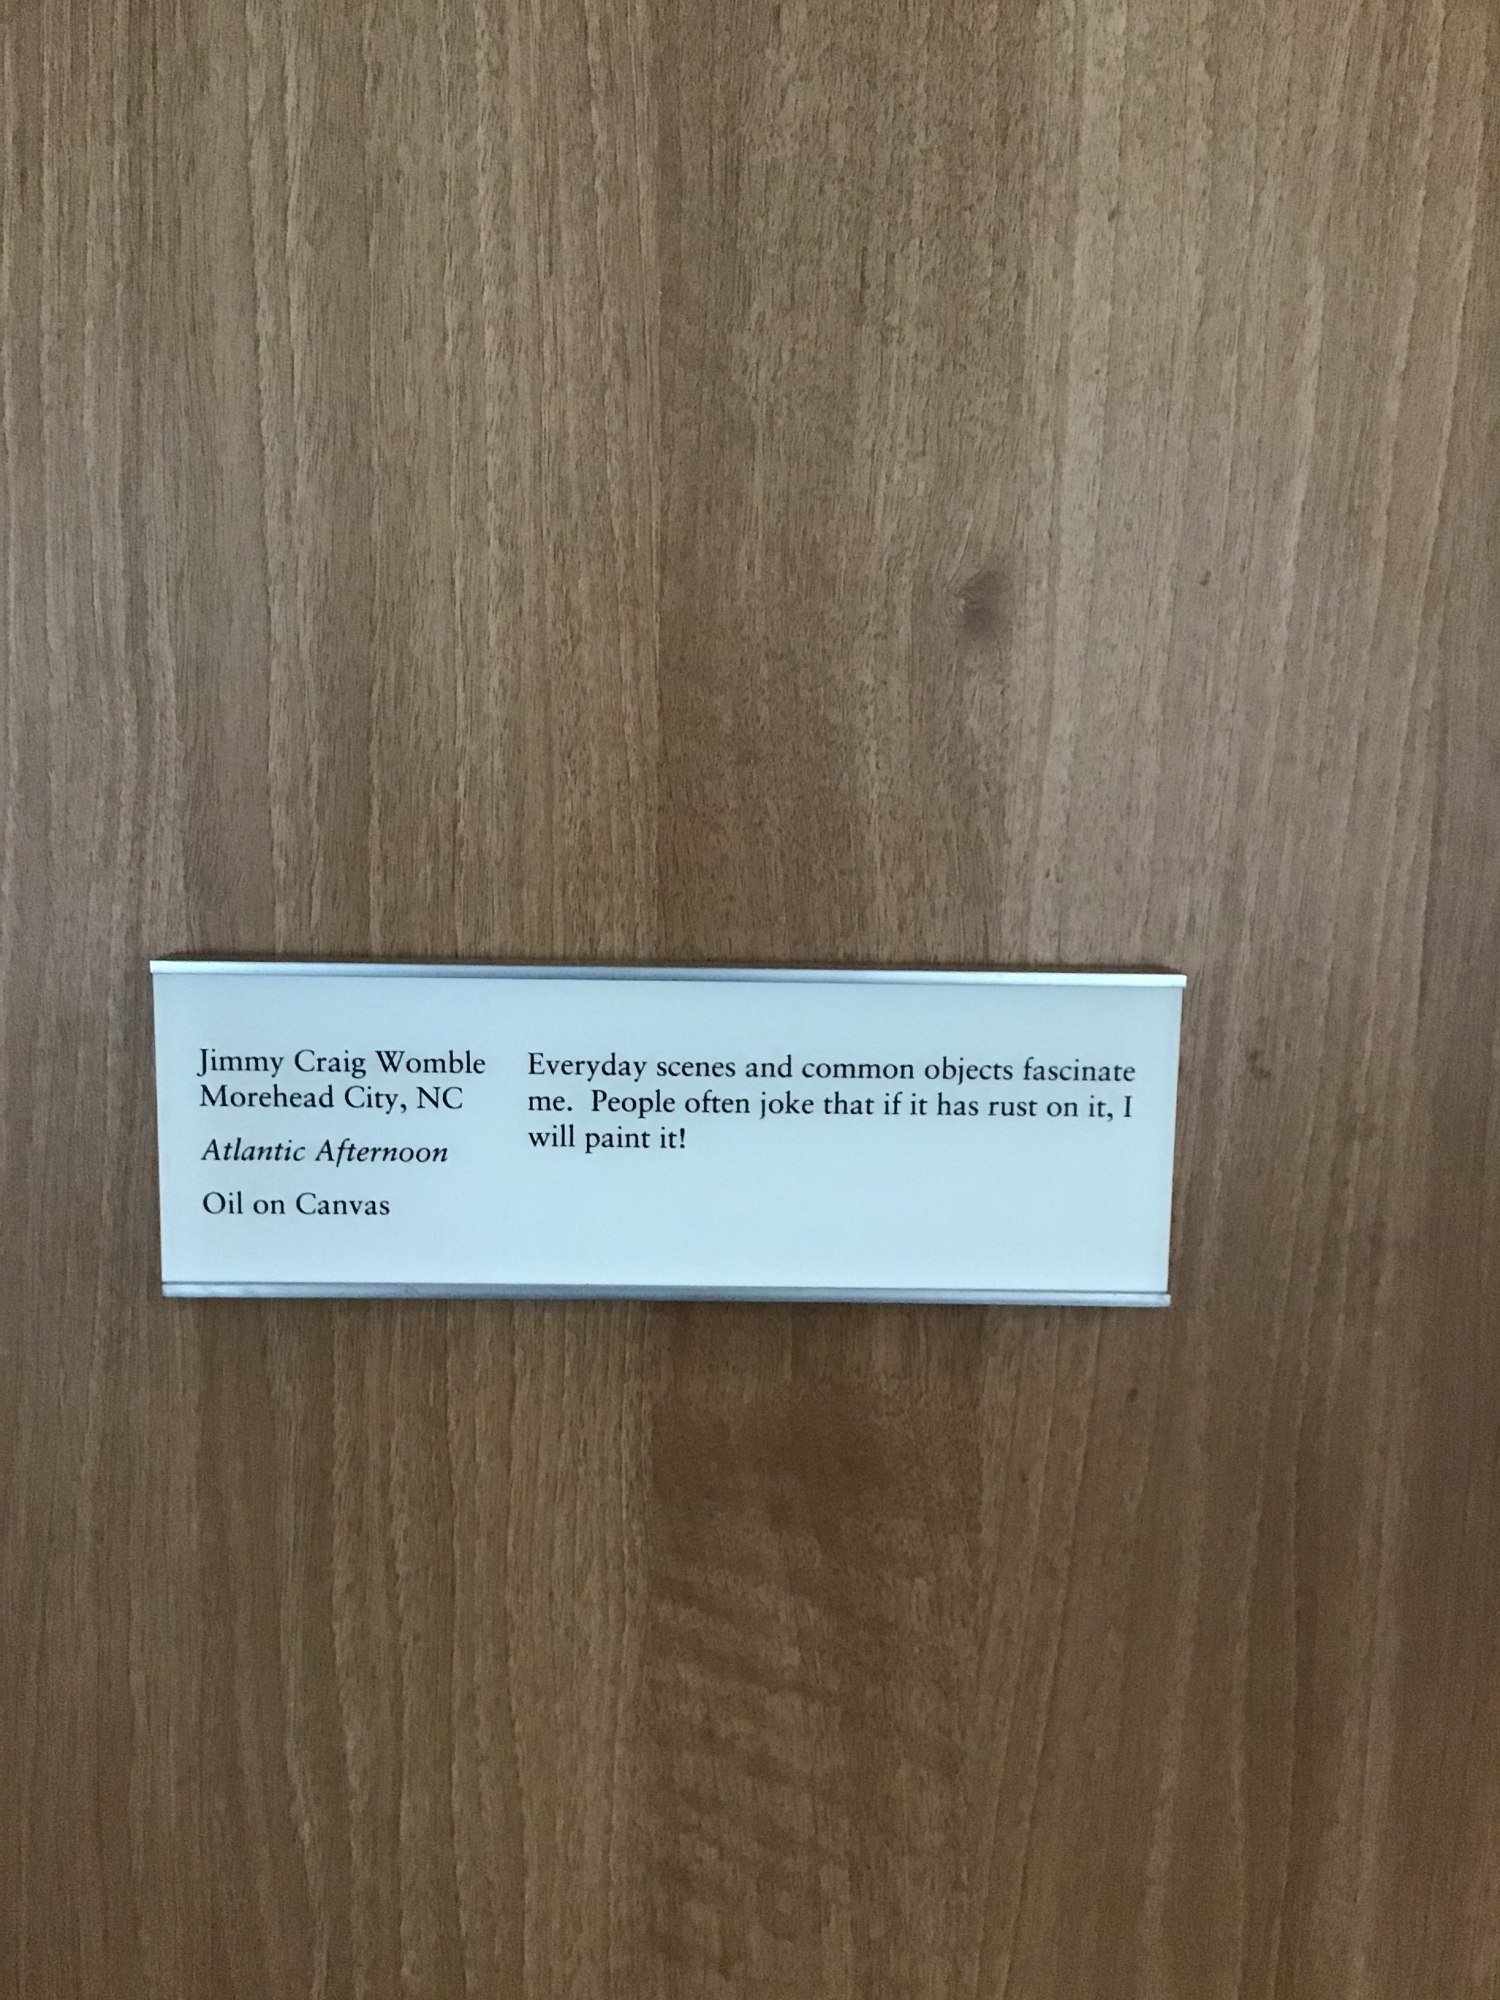 Jimmy Craig Womble
Morehead City, NC
Atlantic Afternoon
Oil on Canvas
Everyday scenes and common objects fascinate
me.  People often joke that if it has rust on it, I
will paint it!